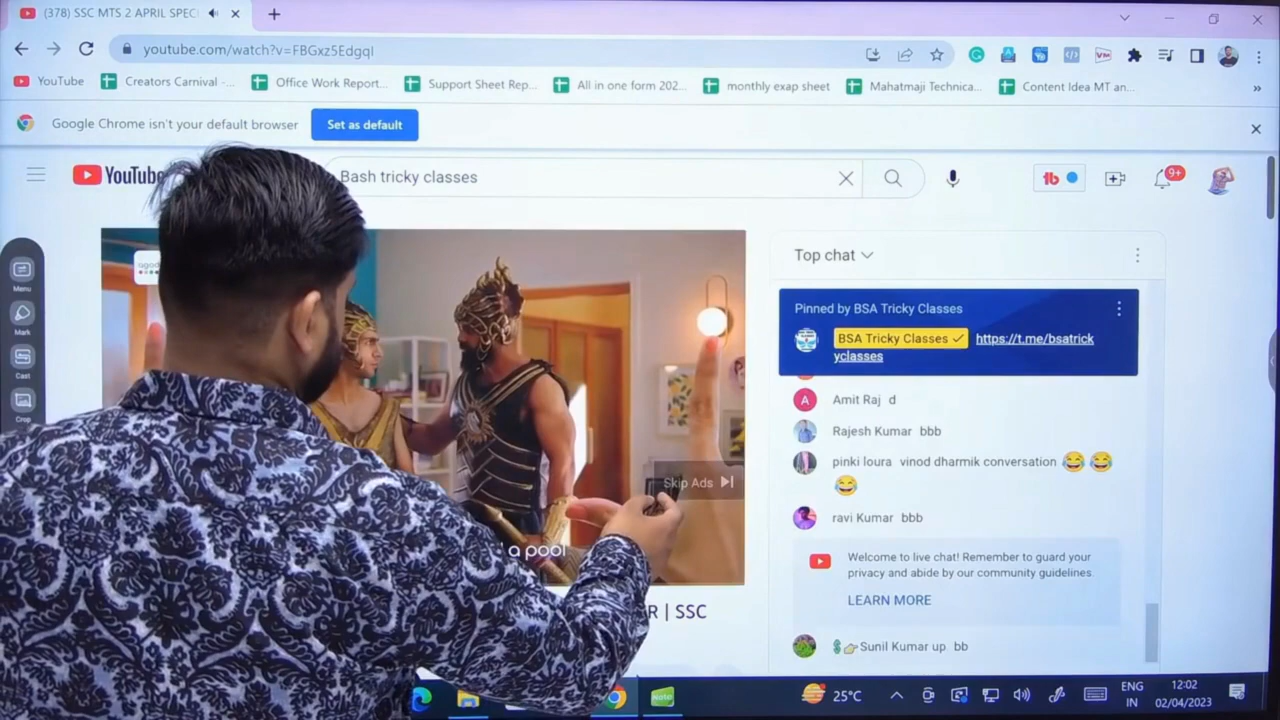 (378) SSC MTS 2 APRIL SPECI
youtube.com/watch?v=FBGxz5EdgqI
YouTube
Creators Carnival -...
Office Work Report...
Support Sheet Rep...
All in one form 202...
monthly exap sheet
Mahatmaji Technica...
Content Idea MT an...
Google Chrome isn't your default browser
Set as default
YouTube
Bash tricky classes
9+
Menu
Mark
Cast
Crop
Skip Ads
a pool
R | SSC
Top chat
Pinned by BSA Tricky Classes
BSA Tricky Classes https://t.me/bsatrick
yclasses
Amit Raj d
Rajesh Kumar bbb
pinki loura vinod dharmik conversation 😂 😂
😂
ravi Kumar bbb
Welcome to live chat! Remember to guard your
privacy and abide by our community guidelines.
LEARN MORE
💲👉Sunil Kumar up bb
Note
25°C
ENG
IN
12:02
02/04/2023